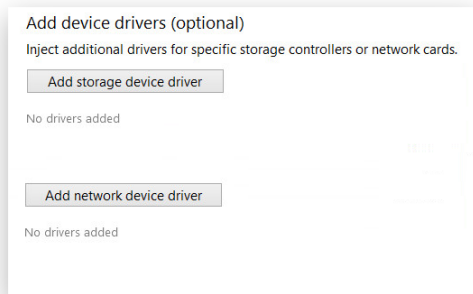 Add device drivers (optional)
Inject additional drivers for specific storage controllers or network cards.
Add storage device driver
No drivers added
Add network device driver
No drivers added